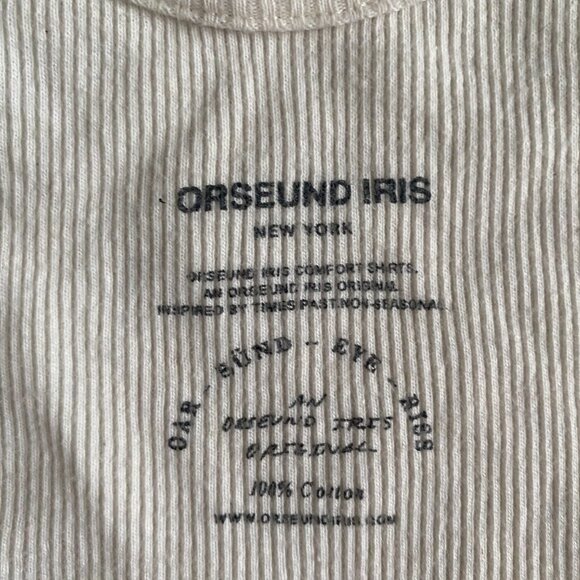 ORSEUND IRIS
NEW YORK
ORSEUND IRIS COMFORT SHIRTS.
AN ORSEUND IRIS ORIGINAL
INSPIRED BY TIMES PAST. NON-SEASONAL
OAR - SÜND - EYE - RISS
AN
ORSEUND IRIS
ORIGINAL
100% Cotton
WWW.ORSEUNDIRIS.COM